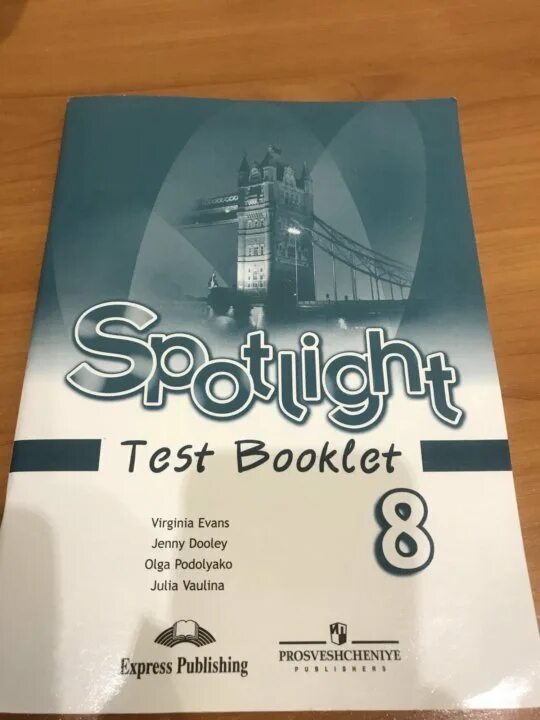 Spotlight
Test Booklet
8
Virginia Evans
Jenny Dooley
Olga Podolyako
Julia Vaulina
Express Publishing
PROSVESHCHENIYE
PUBLISHERS